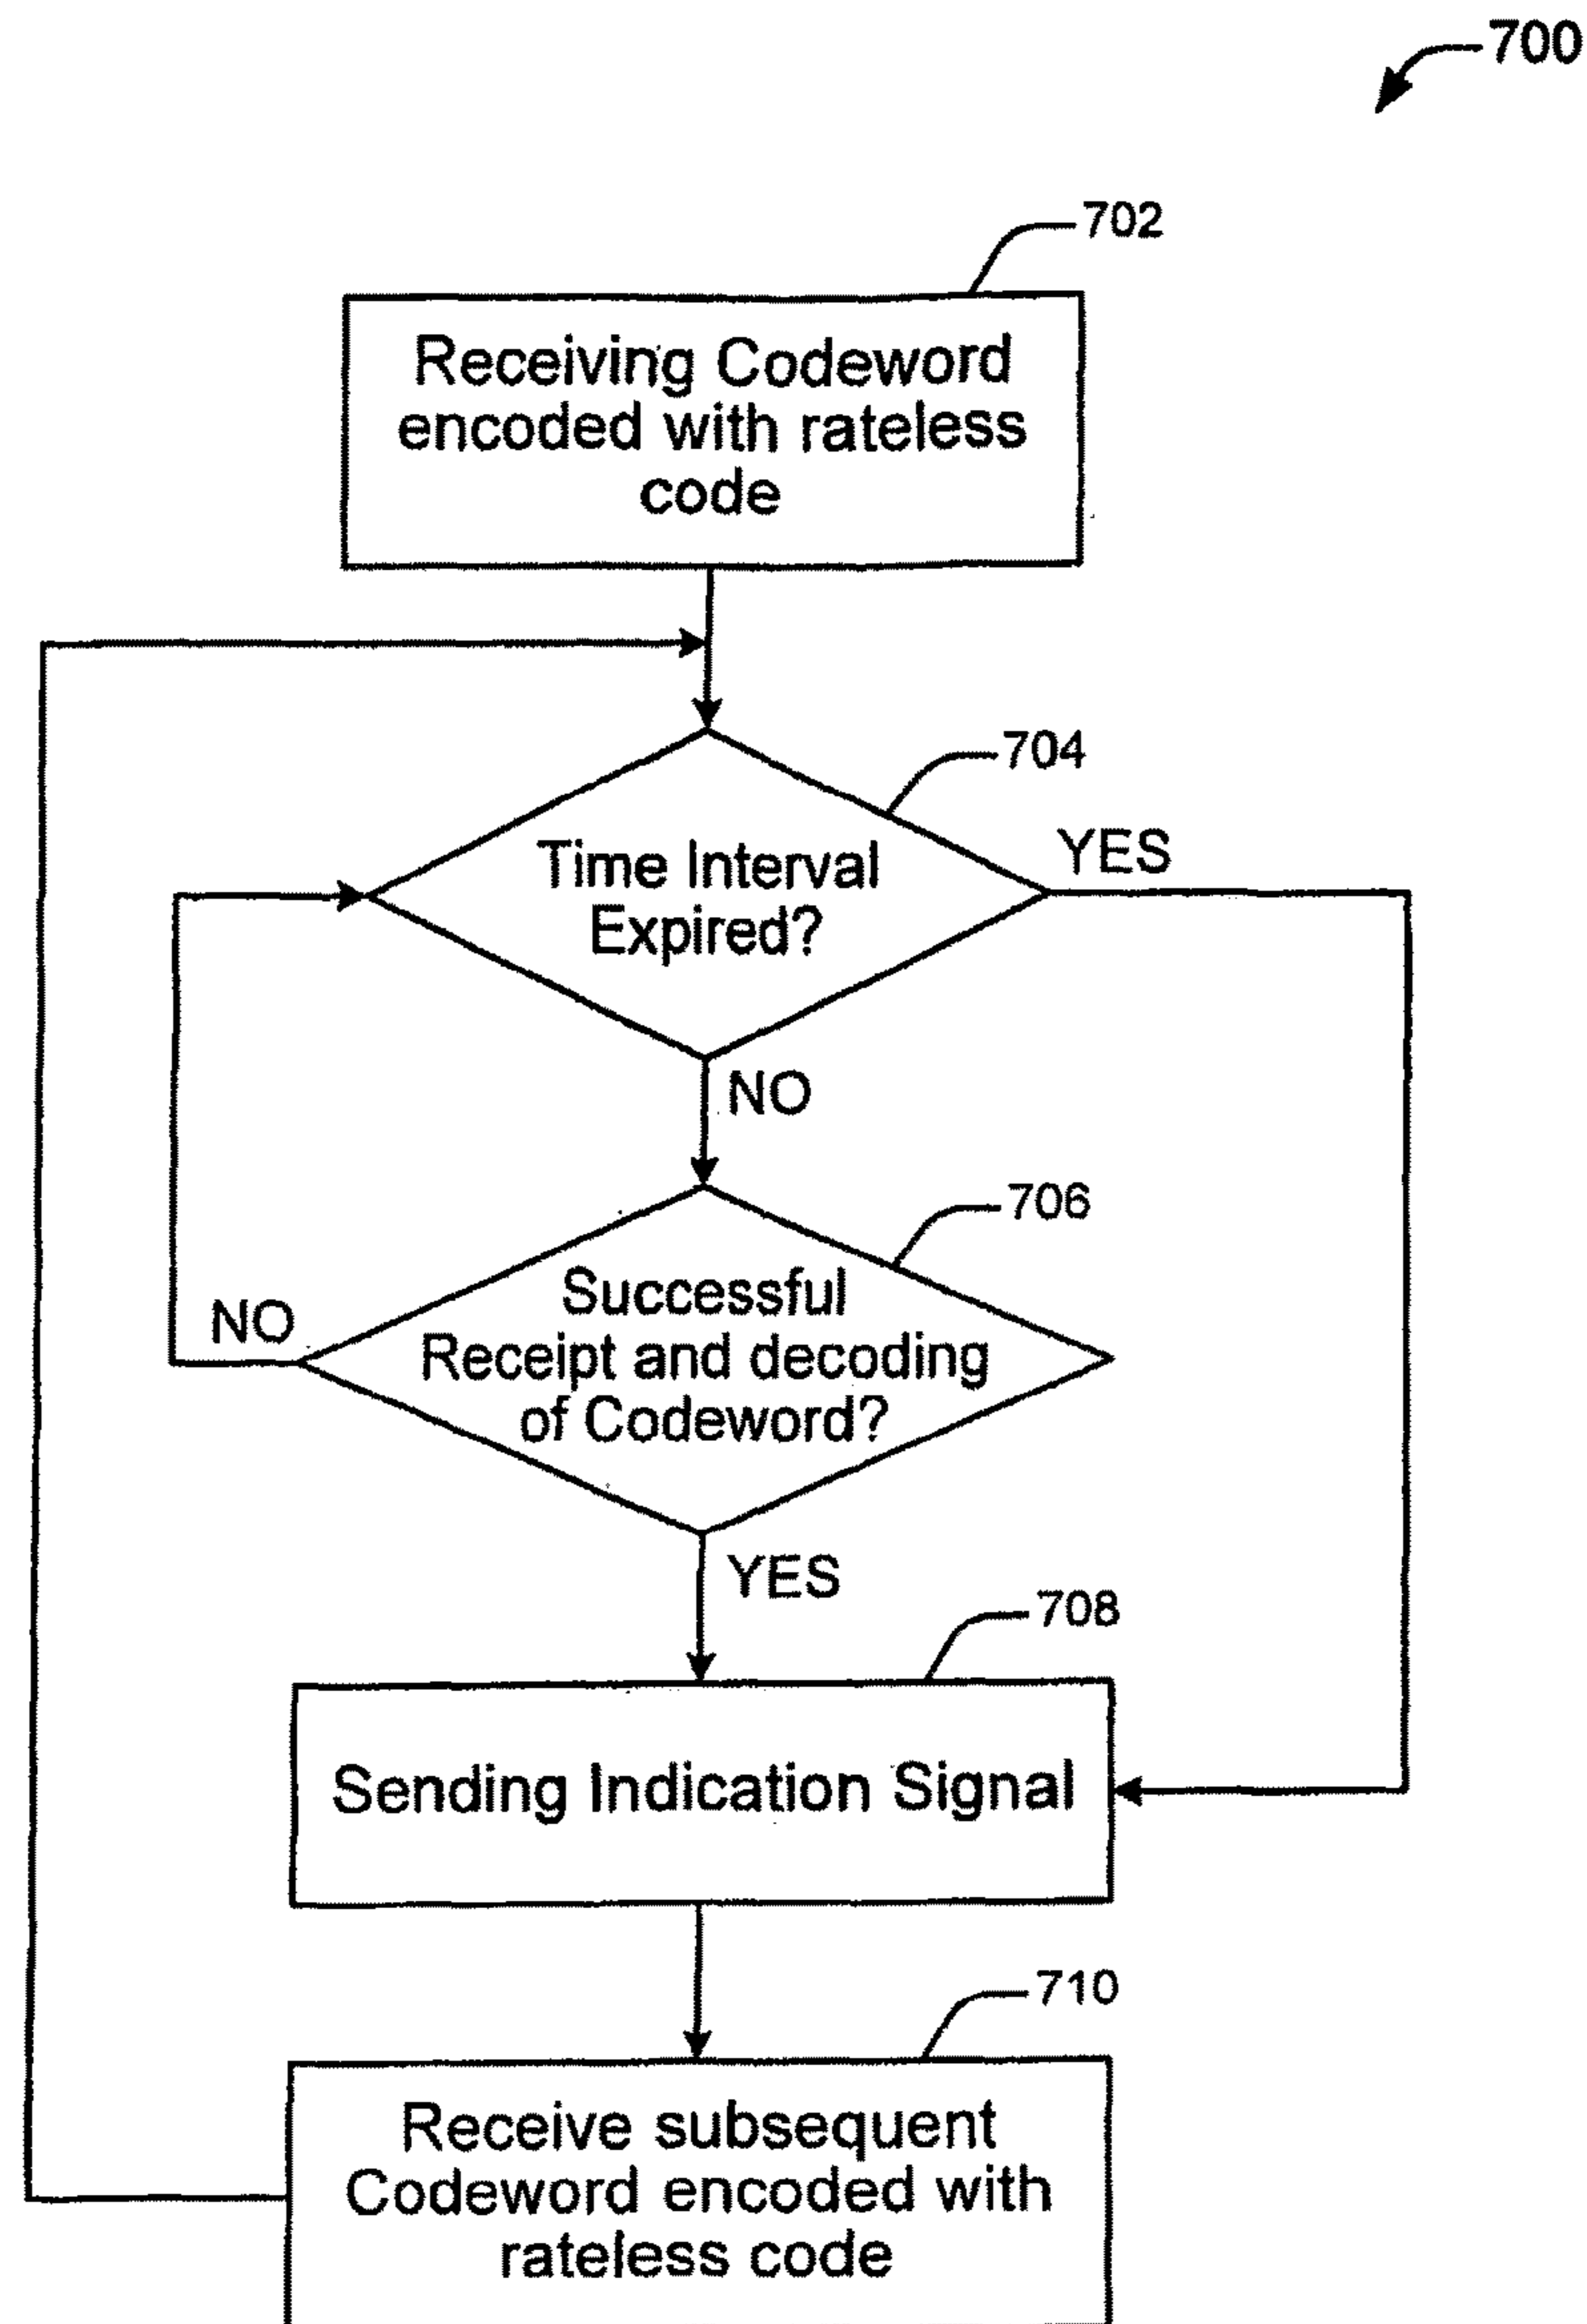 700
702
Receiving Codeword
encoded with rateless
code
704
YES
Time Interval
Expired?
NO
706
Successful
Receipt and decoding
of Codeword?
NO
YES
708
Sending Indication Signal
710
Receive subsequent
Codeword encoded with
rateless code